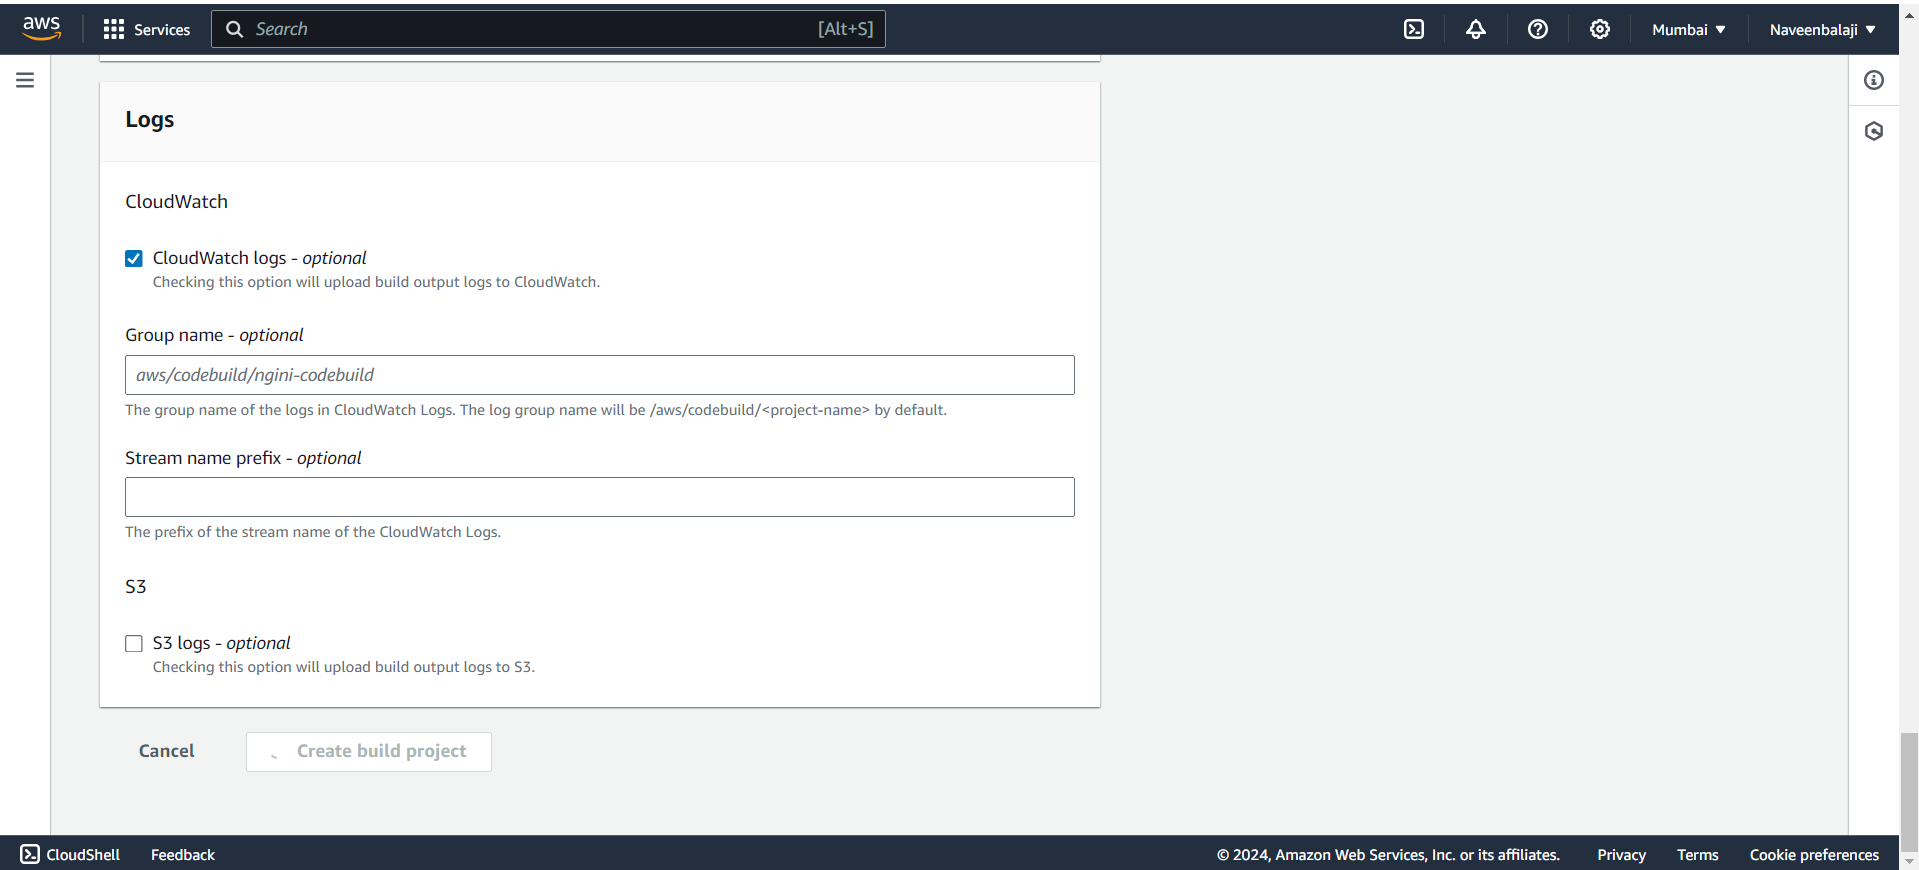 aws
Services
Search [Alt+S]
Mumbai ▼
Naveenbalaji ▼
Logs
CloudWatch
CloudWatch logs - optional
Checking this option will upload build output logs to CloudWatch.
Group name - optional
aws/codebuild/ngini-codebuild
The group name of the logs in CloudWatch Logs. The log group name will be /aws/codebuild/<project-name> by default.
Stream name prefix - optional
The prefix of the stream name of the CloudWatch Logs.
S3
S3 logs - optional
Checking this option will upload build output logs to S3.
Cancel
Create build project
CloudShell
Feedback
© 2024, Amazon Web Services, Inc. or its affiliates.
Privacy
Terms
Cookie preferences